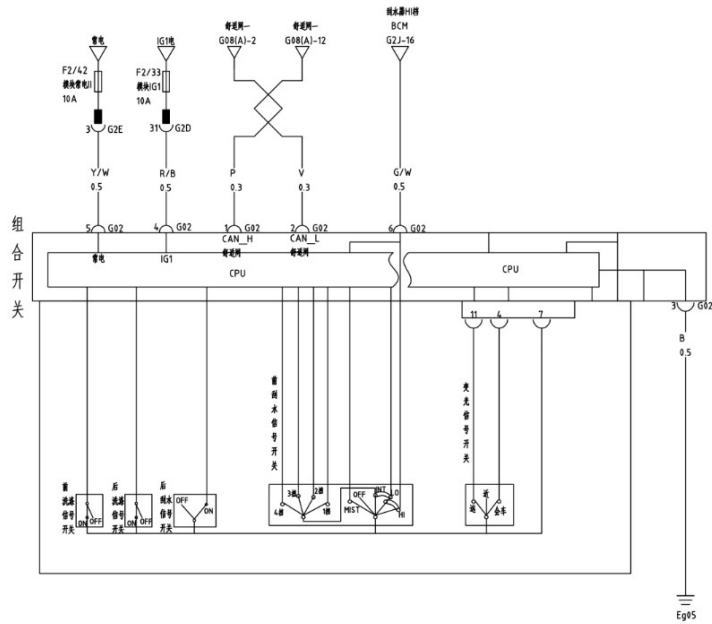 常电
IG1电
舒适网一
G08(A)-2
舒适网一
G08(A)-12
刮水器HI档
BCM
G2J-16
F2/42
模块常电II
10A
F2/33
模块IG1
10A
3 G2E
31 G2D
Y/W
0.5
R/B
0.5
P
0.3
V
0.3
G/W
0.5
组合开关
5 G02
4 G02
1 G02
2 G02
6 G02
常电
IG1
CAN_H
舒适网
CAN_L
舒适网
CPU
CPU
11 4 7
3 G02
B
0.5
前刮水信号开关
变光信号开关
前洗涤信号开关
ON OFF
后洗涤信号开关
ON OFF
后刮水信号开关
OFF ON
4档
3档
2档
1档
MIST
OFF
INT
LO
HI
远
近
会车
Eg05